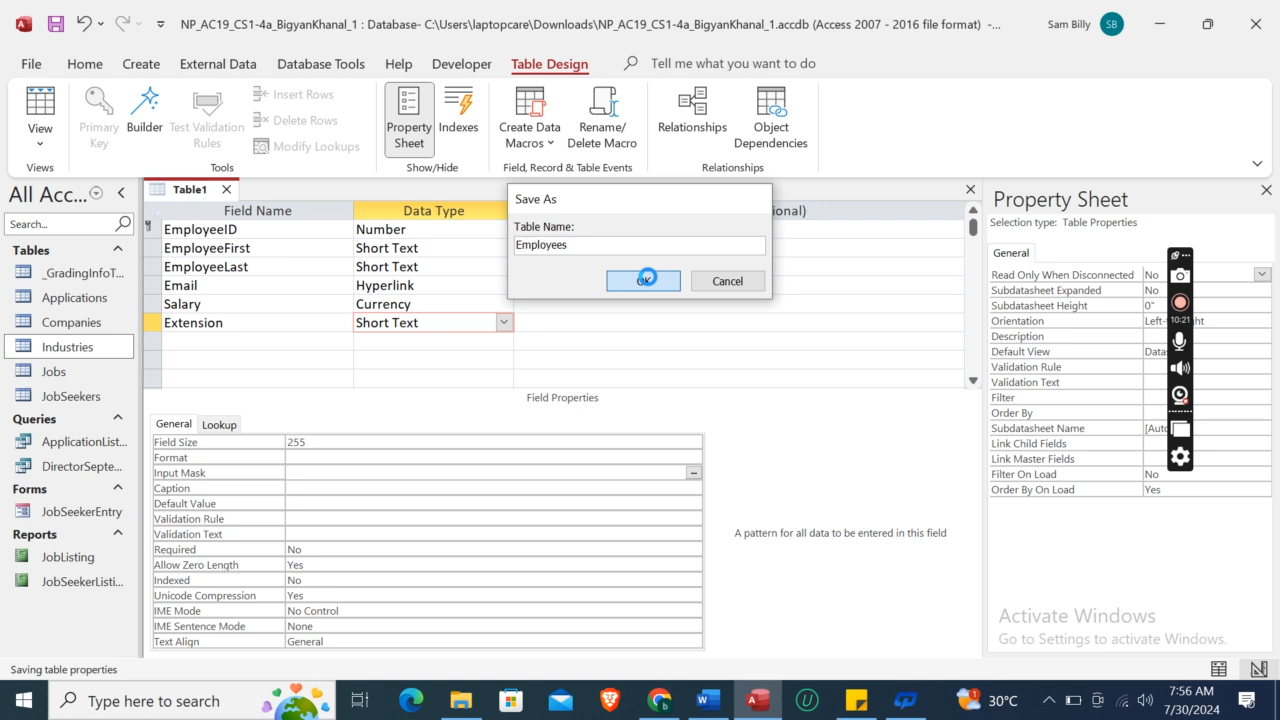 NP_AC19_CS1-4a_BigyanKhanal_1 : Database- C:\Users\laptopcare\Downloads\NP_AC19_CS1-4a_BigyanKhanal_1.accdb (Access 2007 - 2016 file format) -...
Sam Billy SB
File Home Create External Data Database Tools Help Developer Table Design Tell me what you want to do
View
Primary Key
Builder
Test Validation Rules
Insert Rows
Delete Rows
Modify Lookups
Property Sheet
Indexes
Create Data Macros
Rename/ Delete Macro
Relationships
Object Dependencies
Views Tools Show/Hide Field, Record & Table Events Relationships
All Acc...
Search...
Tables
_GradingInfoT...
Applications
Companies
Industries
Jobs
JobSeekers
Queries
ApplicationList...
DirectorSepte...
Forms
JobSeekerEntry
Reports
JobListing
JobSeekerListi...
Table1
Field Name Data Type ional)
EmployeeID Number
EmployeeFirst Short Text
EmployeeLast Short Text
Email Hyperlink
Salary Currency
Extension Short Text
Save As
Table Name:
Employees
OK Cancel
Field Properties
General Lookup
Field Size 255
Format
Input Mask
Caption
Default Value
Validation Rule
Validation Text
Required No
Allow Zero Length Yes
Indexed No
Unicode Compression Yes
IME Mode No Control
IME Sentence Mode None
Text Align General
A pattern for all data to be entered in this field
Property Sheet
Selection type: Table Properties
General
Read Only When Disconnected No
Subdatasheet Expanded No
Subdatasheet Height 0"
Orientation Left- ght
Description
Default View Data
Validation Rule
Validation Text
Filter
Order By
Subdatasheet Name [Auto
Link Child Fields
Link Master Fields
Filter On Load No
Order By On Load Yes
10:21
Activate Windows
Go to Settings to activate Windows.
Saving table properties
Type here to search
30°C
7:56 AM
7/30/2024